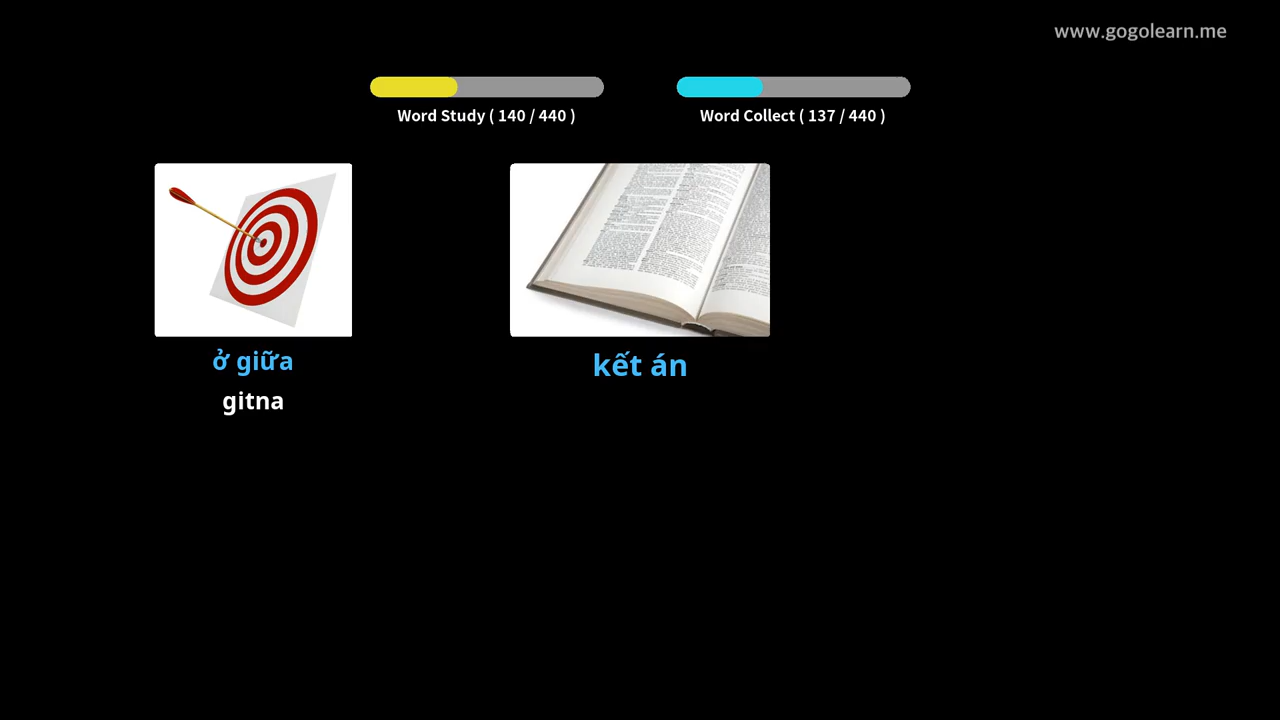 www.gogolearn.me
Word Study ( 140 / 440 )
Word Collect ( 137 / 440 )
ở giữa
gitna
kết án